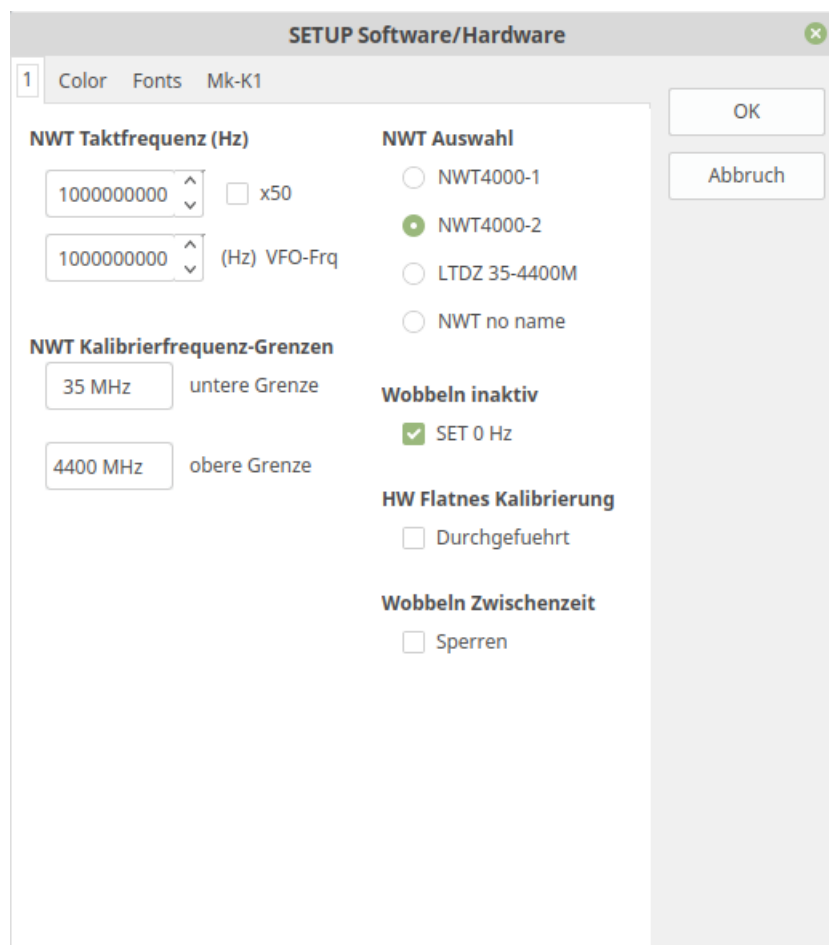 SETUP Software/Hardware
1 Color Fonts Mk-K1
OK
Abbruch
NWT Taktfrequenz (Hz)
1000000000 x50
1000000000 (Hz) VFO-Frq
NWT Kalibrierfrequenz-Grenzen
35 MHz untere Grenze
4400 MHz obere Grenze
NWT Auswahl
NWT4000-1
NWT4000-2
LTDZ 35-4400M
NWT no name
Wobbeln inaktiv
SET 0 Hz
HW Flatnes Kalibrierung
Durchgefuehrt
Wobbeln Zwischenzeit
Sperren